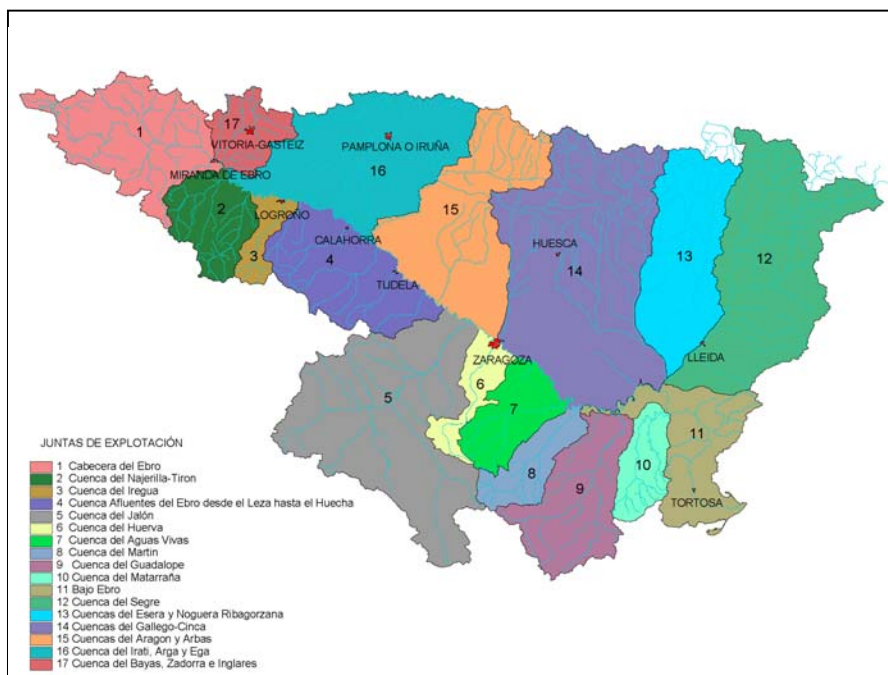 1
17
VITORIA-GASTEIZ
PAMPLONA O IRUÑA
16
MIRANDA DE EBRO
2
LOGROÑO
3
CALAHORRA
4
TUDELA
15
HUESCA
14
13
12
LLEIDA
ZARAGOZA
6
5
7
8
9
10
11
TORTOSA
JUNTAS DE EXPLOTACIÓN
1 Cabecera del Ebro
2 Cuenca del Najerilla-Tiron
3 Cuenca del Iregua
4 Cuenca Afluentes del Ebro desde el Leza hasta el Huecha
5 Cuenca del Jalón
6 Cuenca del Huerva
7 Cuenca del Aguas Vivas
8 Cuenca del Martin
9 Cuenca del Guadalope
10 Cuenca del Matarraña
11 Bajo Ebro
12 Cuenca del Segre
13 Cuencas del Esera y Noguera Ribagorzana
14 Cuencas del Gallego-Cinca
15 Cuencas del Aragon y Arbas
16 Cuenca del Irati, Arga y Ega
17 Cuenca del Bayas, Zadorra e Inglares